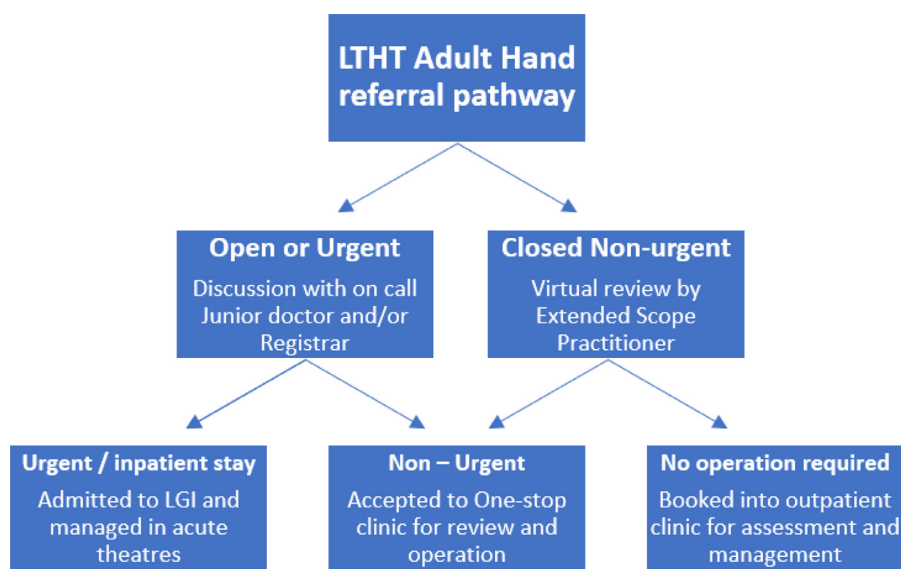 LTHT Adult Hand
referral pathway
Open or Urgent
Discussion with on call
Junior doctor and/or
Registrar
Closed Non-urgent
Virtual review by
Extended Scope
Practitioner
Urgent / inpatient stay
Admitted to LGI and
managed in acute
theatres
Non – Urgent
Accepted to One-stop
clinic for review and
operation
No operation required
Booked into outpatient
clinic for assessment and
management